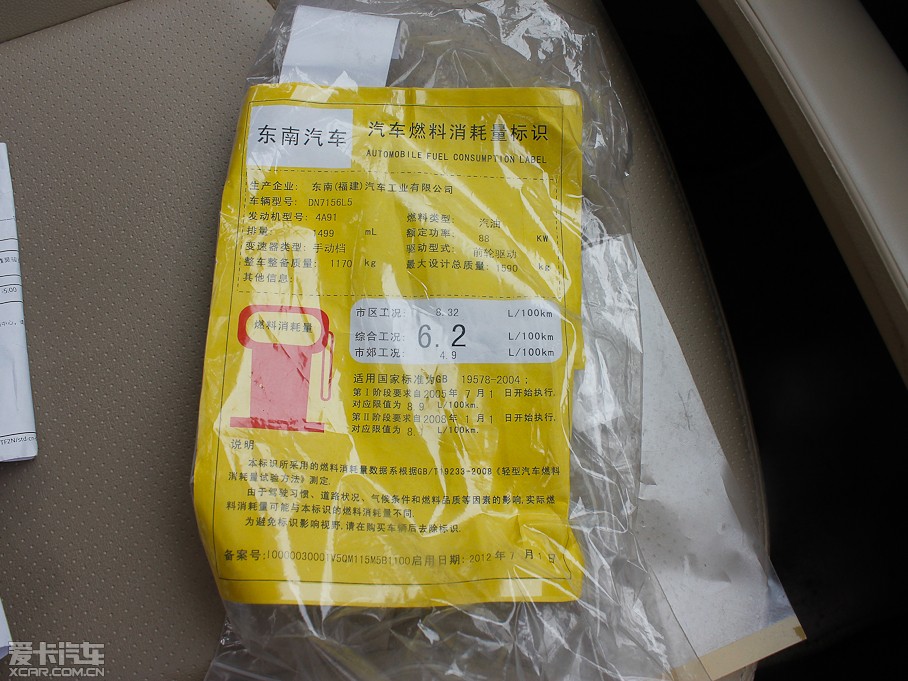 东南汽车
汽车燃料消耗量标识
AUTOMOBILE FUEL CONSUMPTION LABEL
生产企业: 东南(福建)汽车工业有限公司
车辆型号: DN7156L5
发动机型号: 4A91 燃料类型: 汽油
排量: 1499 mL 额定功率: 88 KW
变速器类型: 手动档 驱动型式: 前轮驱动
整车整备质量: 1170 kg 最大设计总质量: 1590 kg
其他信息:
燃料消耗量
市区工况: 8.32 L/100km
综合工况: 6.2 L/100km
市郊工况: 4.9 L/100km
适用国家标准为GB 19578-2004;
第Ⅰ阶段要求自2005年7月1日开始执行,
对应限值为 8.9 L/100km.
第Ⅱ阶段要求自2008年1月1日开始执行,
对应限值为 8.1 L/100km.
说明
本标识所采用的燃料消耗量数据系根据GB/T19233-2008《轻型汽车燃料
消耗量试验方法》测定.
由于驾驶习惯、道路状况、气候条件和燃料品质等因素的影响,实际燃
料消耗量可能与本标识的燃料消耗量不同.
为避免标识影响视野,请在购买车辆后去除标识.
备案号: 启用日期: 2012年 月1日
5.00
TFZN/std-cn
爱卡汽车
XCAR.COM.CN